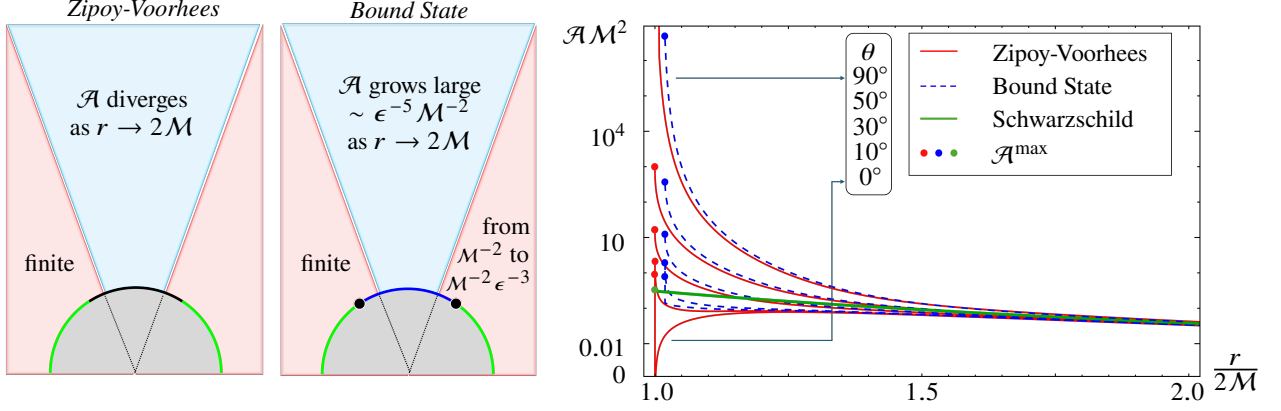 Zipoy-Voorhees
𝒜 diverges
as r → 2ℳ
finite
Bound State
𝒜 grows large
~ ϵ⁻⁵ ℳ⁻²
as r → 2ℳ
finite
from
ℳ⁻² to
ℳ⁻² ϵ⁻³
𝒜ℳ²
10⁴
10
0.01
0
1.0
1.5
2.0
r
2ℳ
θ
90°
50°
30°
10°
0°
Zipoy-Voorhees
Bound State
Schwarzschild
𝒜ᵐᵃˣ